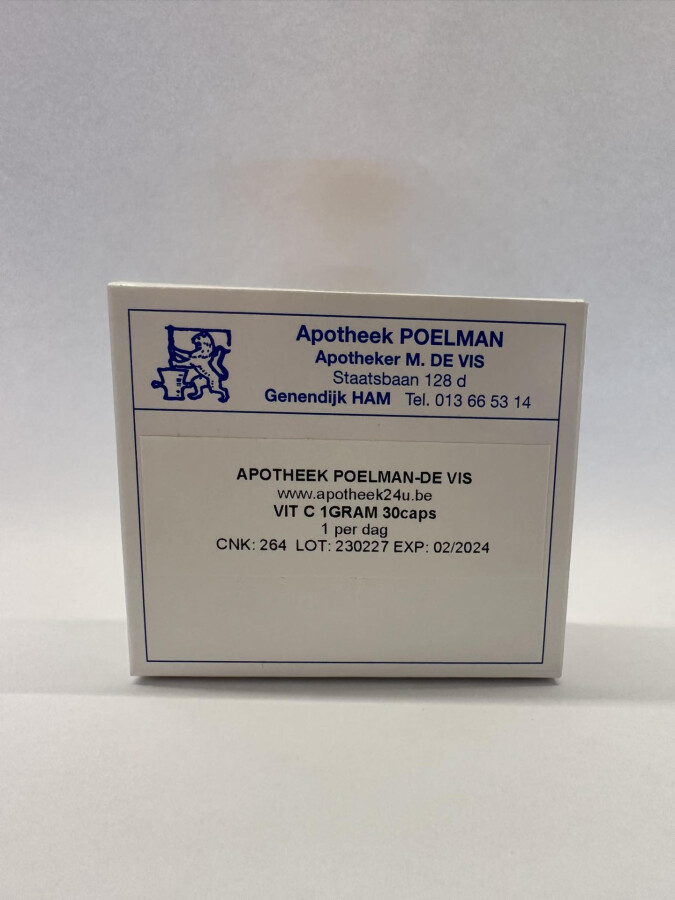 Apotheek POELMAN
Apotheker M. DE VIS
Staatsbaan 128 d
Genendijk HAM Tel. 013 66 53 14
APOTHEEK POELMAN-DE VIS
www.apotheek24u.be
VIT C 1GRAM 30caps
1 per dag
CNK: 264 LOT: 230227 EXP: 02/2024